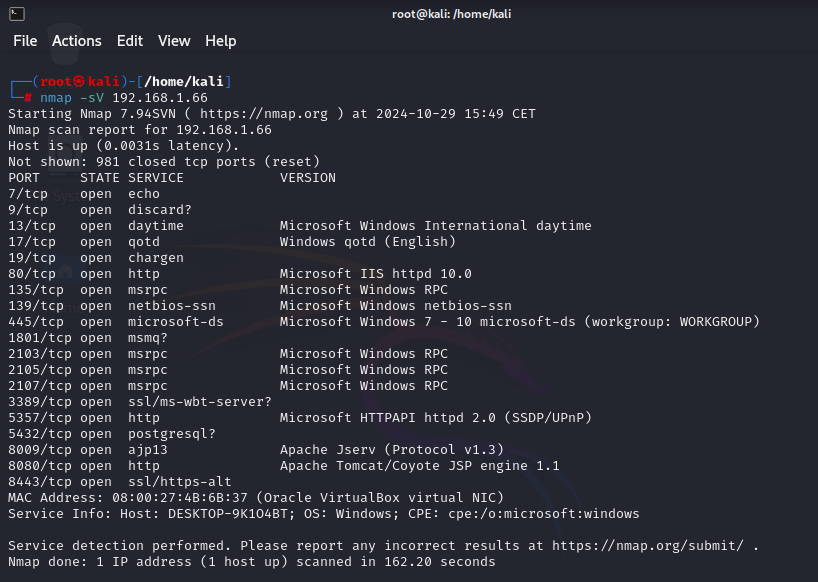 root@kali: /home/kali
File Actions Edit View Help
┌──(root㉿kali)-[/home/kali]
└─# nmap -sV 192.168.1.66
Starting Nmap 7.94SVN ( https://nmap.org ) at 2024-10-29 15:49 CET
Nmap scan report for 192.168.1.66
Host is up (0.0031s latency).
Not shown: 981 closed tcp ports (reset)
PORT     STATE SERVICE            VERSION
7/tcp    open  echo
9/tcp    open  discard?
13/tcp   open  daytime            Microsoft Windows International daytime
17/tcp   open  qotd               Windows qotd (English)
19/tcp   open  chargen
80/tcp   open  http               Microsoft IIS httpd 10.0
135/tcp  open  msrpc              Microsoft Windows RPC
139/tcp  open  netbios-ssn        Microsoft Windows netbios-ssn
445/tcp  open  microsoft-ds       Microsoft Windows 7 - 10 microsoft-ds (workgroup: WORKGROUP)
1801/tcp open  msmq?
2103/tcp open  msrpc              Microsoft Windows RPC
2105/tcp open  msrpc              Microsoft Windows RPC
2107/tcp open  msrpc              Microsoft Windows RPC
3389/tcp open  ssl/ms-wbt-server?
5357/tcp open  http               Microsoft HTTPAPI httpd 2.0 (SSDP/UPnP)
5432/tcp open  postgresql?
8009/tcp open  ajp13              Apache Jserv (Protocol v1.3)
8080/tcp open  http               Apache Tomcat/Coyote JSP engine 1.1
8443/tcp open  ssl/https-alt
MAC Address: 08:00:27:4B:6B:37 (Oracle VirtualBox virtual NIC)
Service Info: Host: DESKTOP-9K1O4BT; OS: Windows; CPE: cpe:/o:microsoft:windows
Service detection performed. Please report any incorrect results at https://nmap.org/submit/ .
Nmap done: 1 IP address (1 host up) scanned in 162.20 seconds